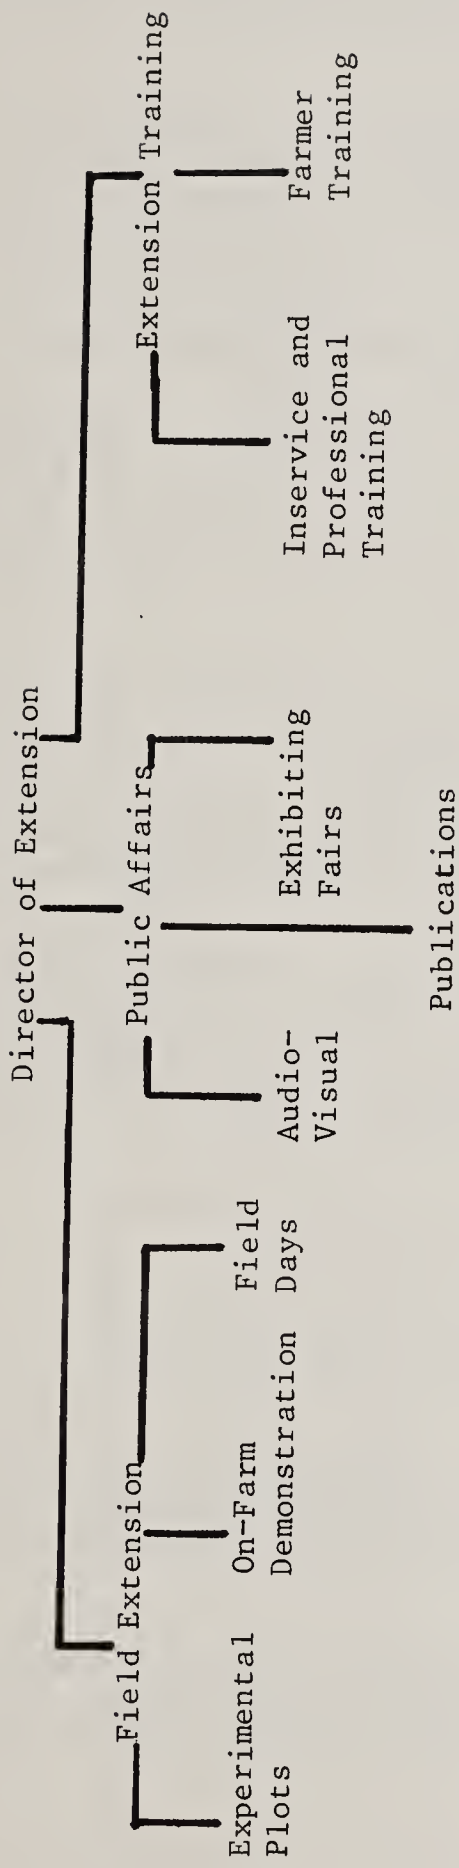 Director of Extension
Field Extension
Public Affairs
Extension Training
Experimental
Plots
On-Farm
Demonstration
Field
Days
Audio-
Visual
Exhibiting
Fairs
Publications
Inservice and
Professional
Training
Farmer
Training